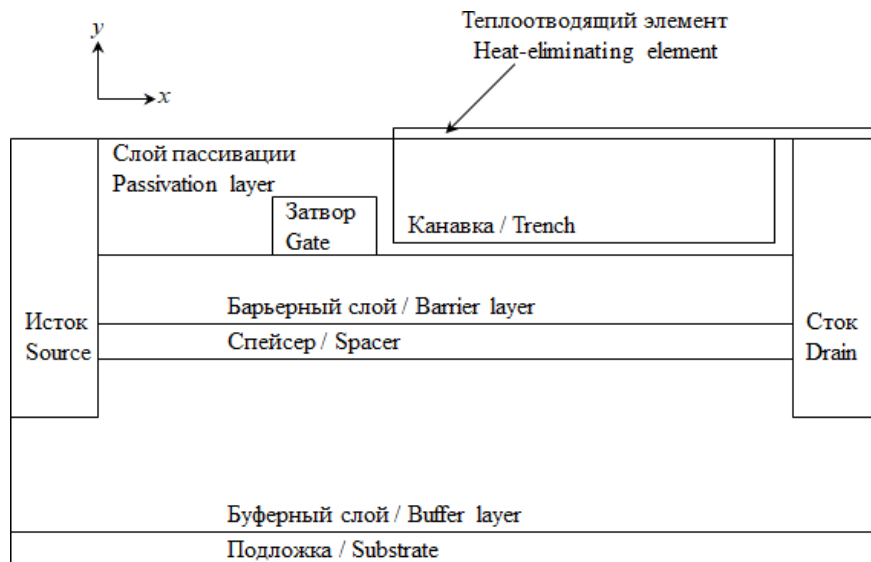 Теплоотводящий элемент
Heat-eliminating element
y
x
Слой пассивации
Passivation layer
Затвор
Gate
Канавка / Trench
Барьерный слой / Barrier layer
Исток
Source
Спейсер / Spacer
Сток
Drain
Буферный слой / Buffer layer
Подложка / Substrate